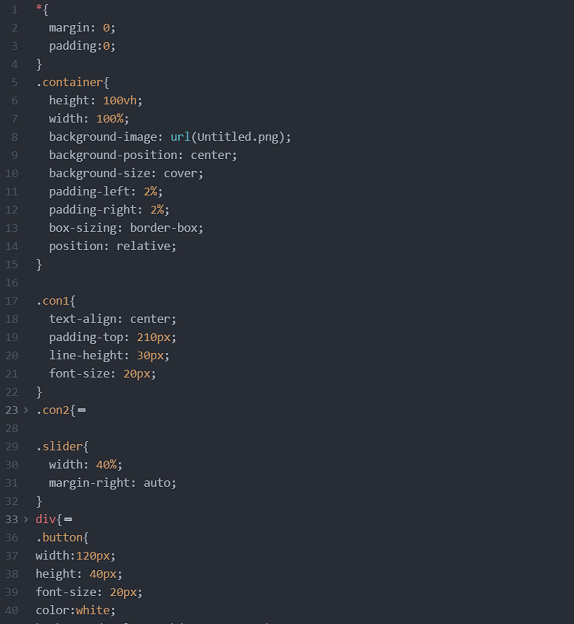 1 *{
2 margin: 0;
3 padding:0;
4 }
5 .container{
6 height: 100vh;
7 width: 100%;
8 background-image: url(Untitled.png);
9 background-position: center;
10 background-size: cover;
11 padding-left: 2%;
12 padding-right: 2%;
13 box-sizing: border-box;
14 position: relative;
15 }
16
17 .con1{
18 text-align: center;
19 padding-top: 210px;
20 line-height: 30px;
21 font-size: 20px;
22 }
23 > .con2{
28
29 .slider{
30 width: 40%;
31 margin-right: auto;
32 }
33 > div{
36 .button{
37 width:120px;
38 height: 40px;
39 font-size: 20px;
40 color:white;